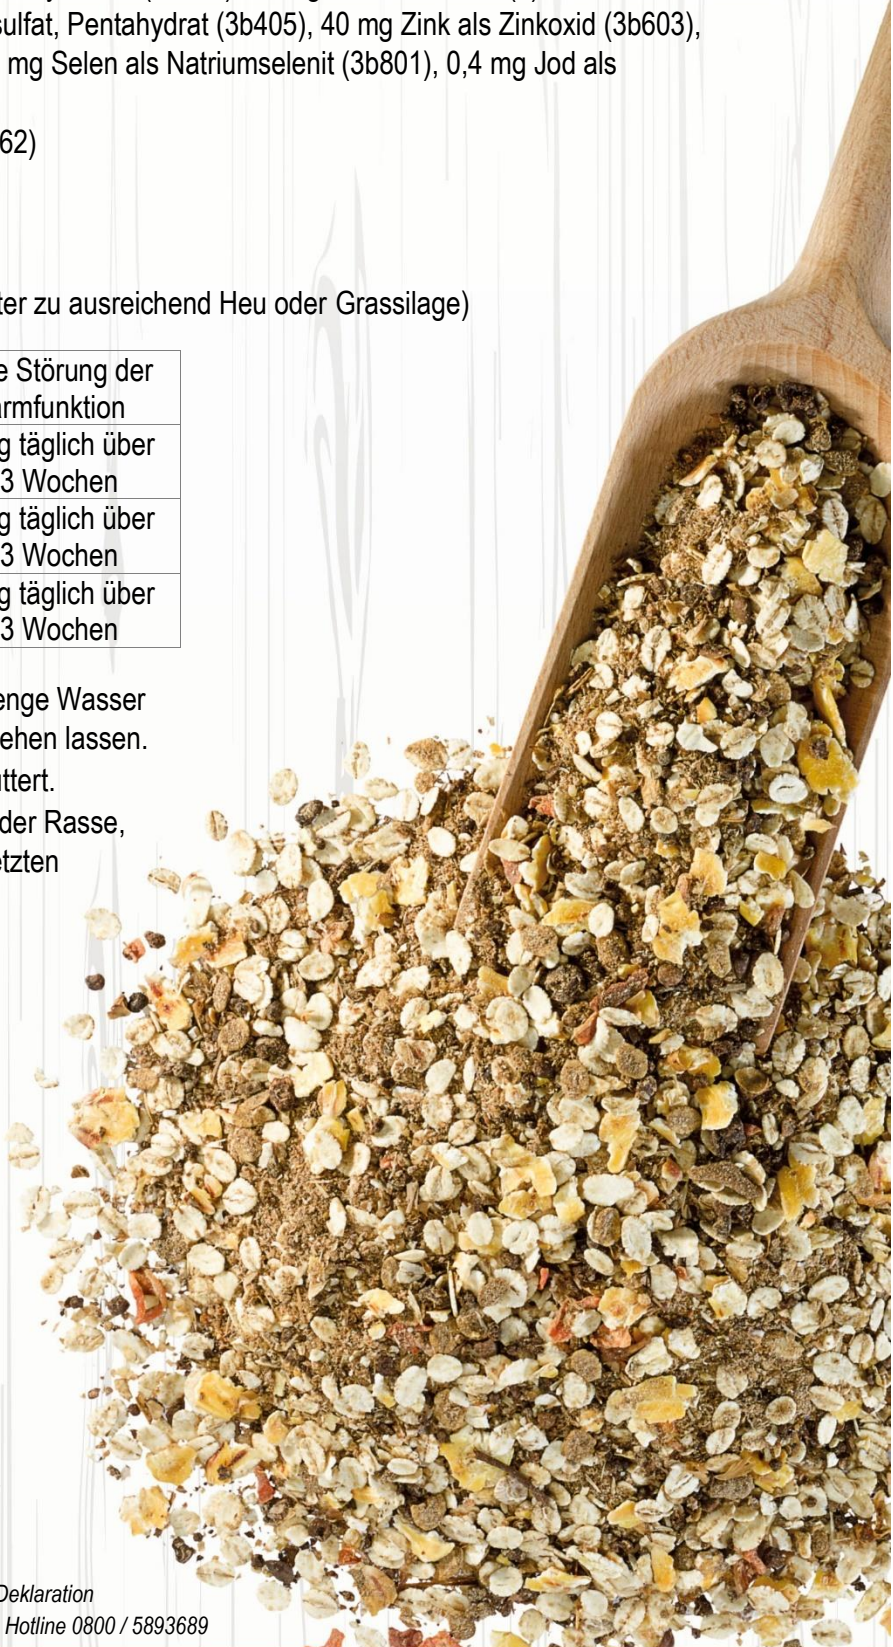 sulfat, Pentahydrat (3b405), 40 mg Zink als Zinkoxid (3b603),
mg Selen als Natriumselenit (3b801), 0,4 mg Jod als
62)
ter zu ausreichend Heu oder Grassilage)
e Störung der
armfunktion
g täglich über
3 Wochen
g täglich über
3 Wochen
g täglich über
3 Wochen
enge Wasser
ehen lassen.
ttert.
der Rasse,
etzten
Deklaration
Hotline 0800 / 5893689